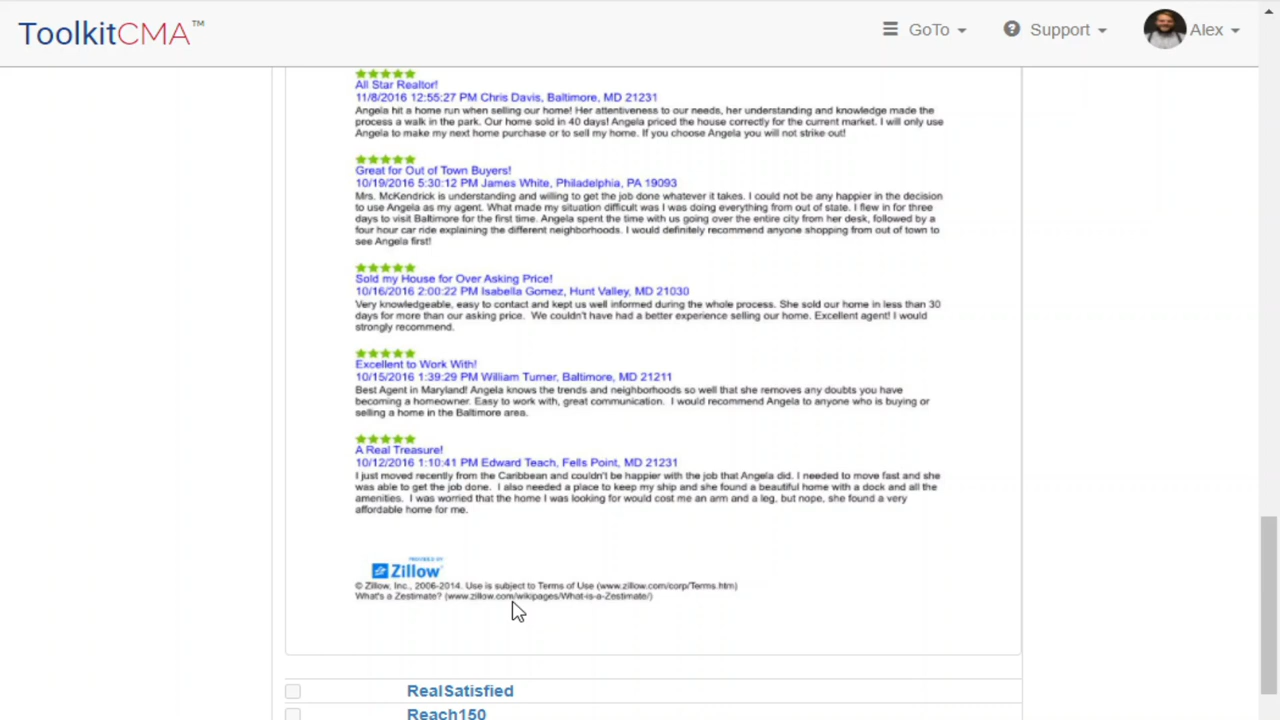 ToolkitCMA™
GoTo
Support
Alex
All Star Realtor!
11/8/2016 12:55:27 PM Chris Davis, Baltimore, MD 21231
Angela hit a home run when selling our home! Her attentiveness to our needs, her understanding and knowledge made the
process a walk in the park. Our home sold in 40 days! Angela priced the house correctly for the current market. I will only use
Angela to make my next home purchase or to sell my home. If you choose Angela you will not strike out!
Great for Out of Town Buyers!
10/19/2016 5:30:12 PM James White, Philadelphia, PA 19093
Mrs. McKendrick is understanding and willing to get the job done whatever it takes. I could not be any happier in the decision
to use Angela as my agent. What made my situation difficult was I was doing everything from out of state. I flew in for three
days to visit Baltimore for the first time. Angela spent the time with us going over the entire city from her desk, followed by a
four hour car ride explaining the different neighborhoods. I would definitely recommend anyone shopping from out of town to
see Angela first!
Sold my House for Over Asking Price!
10/16/2016 2:00:22 PM Isabella Gomez, Hunt Valley, MD 21030
Very knowledgeable, easy to contact and kept us well informed during the whole process. She sold our home in less than 30
days for more than our asking price. We couldn't have had a better experience selling our home. Excellent agent! I would
strongly recommend.
Excellent to Work With!
10/15/2016 1:39:29 PM William Turner, Baltimore, MD 21211
Best Agent in Maryland! Angela knows the trends and neighborhoods so well that she removes any doubts you have
becoming a homeowner. Easy to work with, great communication. I would recommend Angela to anyone who is buying or
selling a home in the Baltimore area.
A Real Treasure!
10/12/2016 1:10:41 PM Edward Teach, Fells Point, MD 21231
I just moved recently from the Caribbean and couldn't be happier with the job that Angela did. I needed to move fast and she
was able to get the job done. I also needed a place to keep my ship and she found a beautiful home with a dock and all the
amenities. I was worried that the home I was looking for would cost me an arm and a leg, but nope, she found a very
affordable home for me.
PROVIDED BY
Zillow
© Zillow, Inc., 2006-2014. Use is subject to Terms of Use (www.zillow.com/corp/Terms.htm)
What's a Zestimate? (www.zillow.com/wikipages/What-is-a-Zestimate/)
RealSatisfied
Reach150